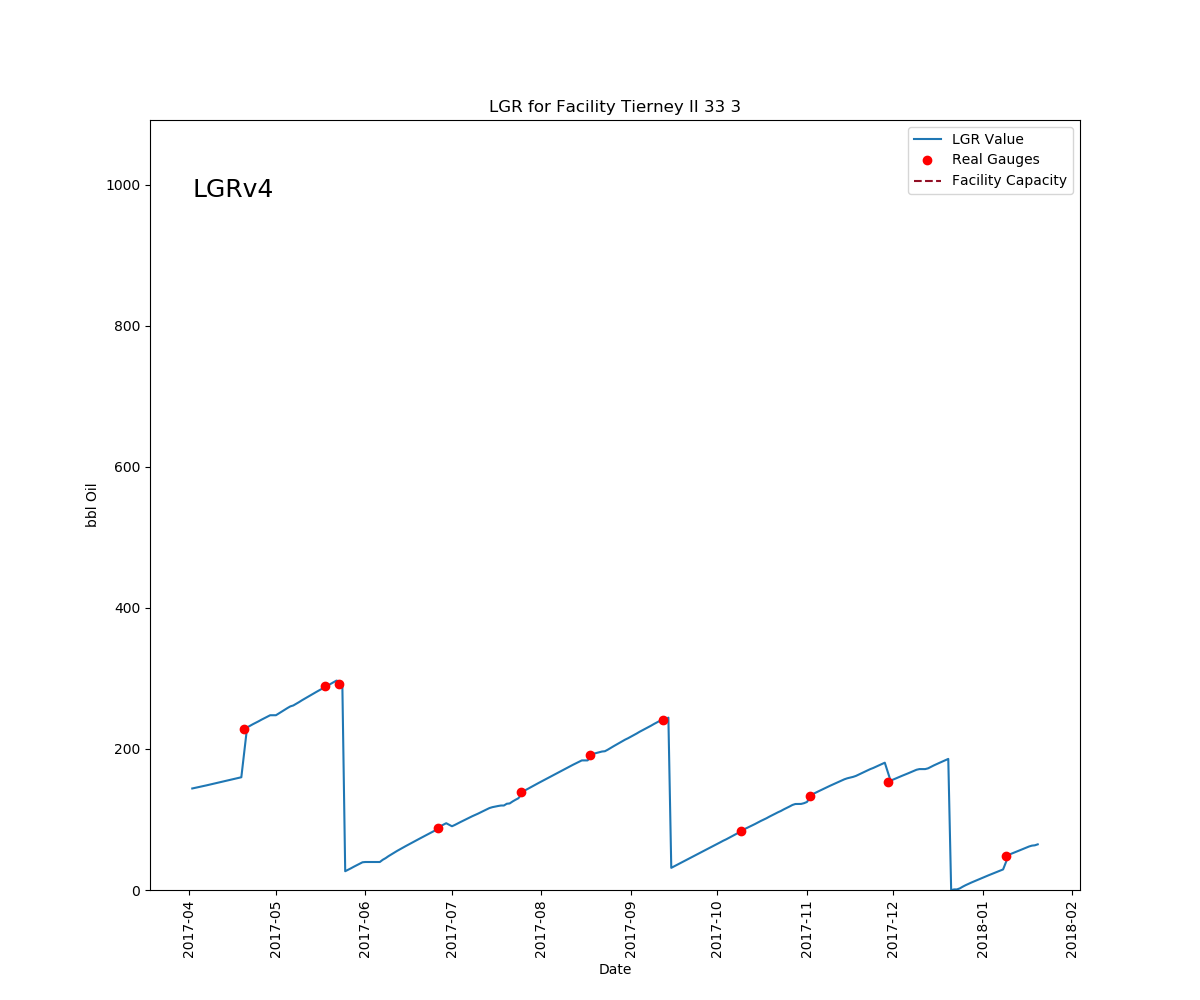 LGR for Facility Tierney II 33 3
LGRv4
LGR Value
Real Gauges
Facility Capacity
bbl Oil
1000
800
600
400
200
0
2017-04
2017-05
2017-06
2017-07
2017-08
2017-09
2017-10
2017-11
2017-12
2018-01
2018-02
Date